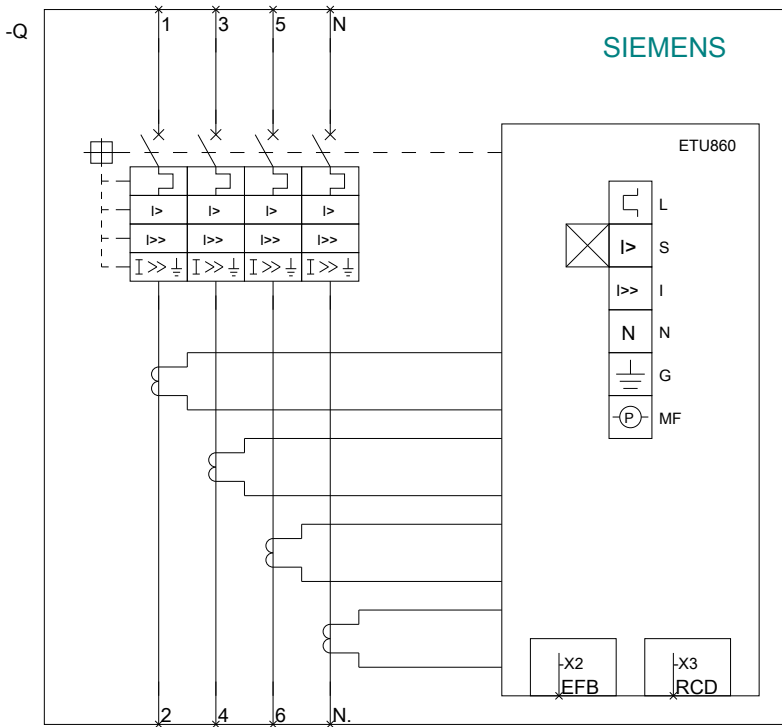 1 3 5 N
-Q
SIEMENS
ETU860
L
I> I> I> I>
I> S
I>> I>> I>> I>>
I>>  I>>  I>>  I>>
I>> I
N N
G
P MF
-X2 -X3
EFB RCD
2 4 6 N.